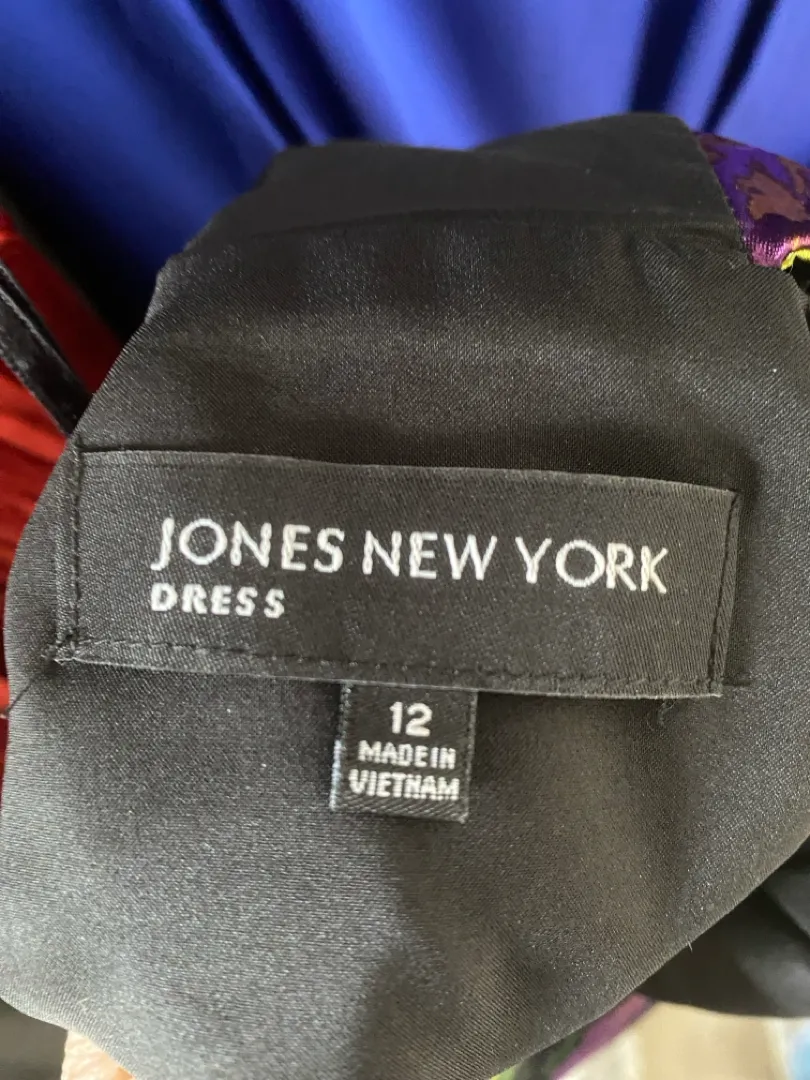 JONES NEW YORK
DRESS
12
MADE IN
VIETNAM